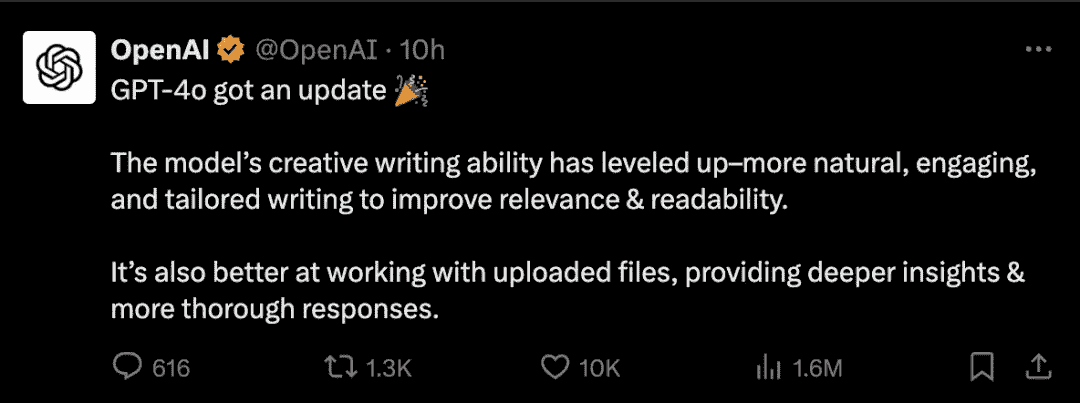 OpenAI @OpenAI · 10h
GPT-4o got an update 🎉
The model’s creative writing ability has leveled up–more natural, engaging,
and tailored writing to improve relevance & readability.
It’s also better at working with uploaded files, providing deeper insights &
more thorough responses.
616 1.3K 10K 1.6M